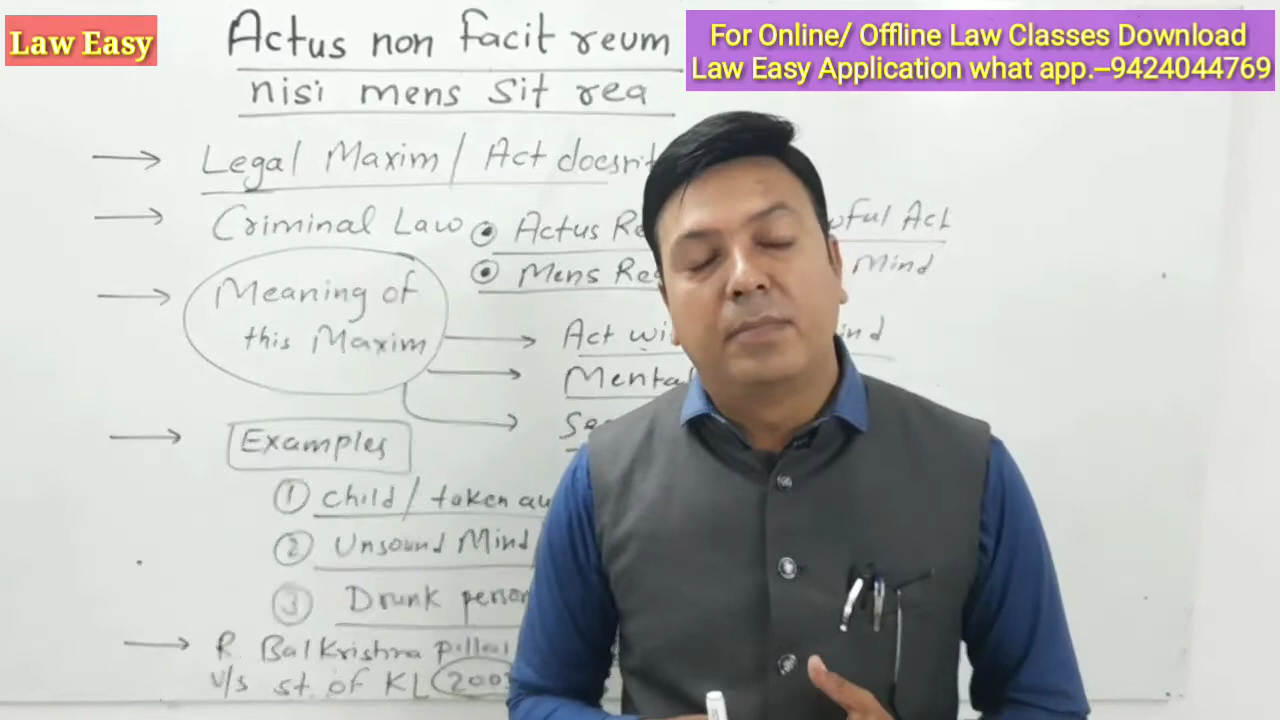 Law Easy
For Online/ Offline Law Classes Download
Law Easy Application what app.–9424044769
Actus non facit reum
nisi mens sit rea
Legal Maxim / Act doesn't
Criminal Law
Actus Re
ful Act
Mens Rea
Mind
Meaning of
this Maxim
Act wi
ind
Mental
Examples
① child / taken
② Unsound Mind
③ Drunk person
R. BalKrishna pillai
v/s st. of KL